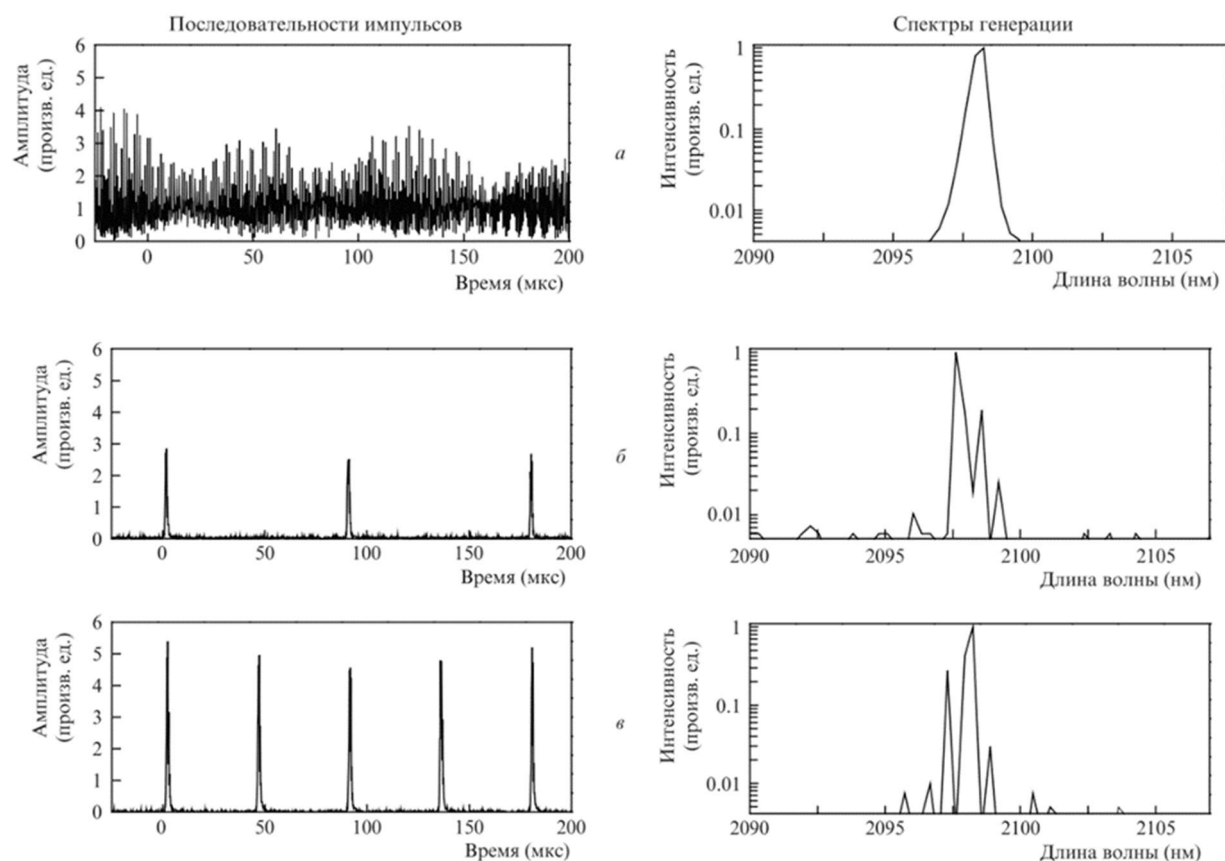 Последовательности импульсов
Спектры генерации
Амплитуда
(произв. ед.)
6
5
4
3
2
1
0
0
50
100
150
200
Время (мкс)
а
Интенсивность
(произв. ед.)
1
0.1
0.01
2090
2095
2100
2105
Длина волны (нм)
Амплитуда
(произв. ед.)
6
5
4
3
2
1
0
0
50
100
150
200
Время (мкс)
б
Интенсивность
(произв. ед.)
1
0.1
0.01
2090
2095
2100
2105
Длина волны (нм)
Амплитуда
(произв. ед.)
6
5
4
3
2
1
0
0
50
100
150
200
Время (мкс)
в
Интенсивность
(произв. ед.)
1
0.1
0.01
2090
2095
2100
2105
Длина волны (нм)